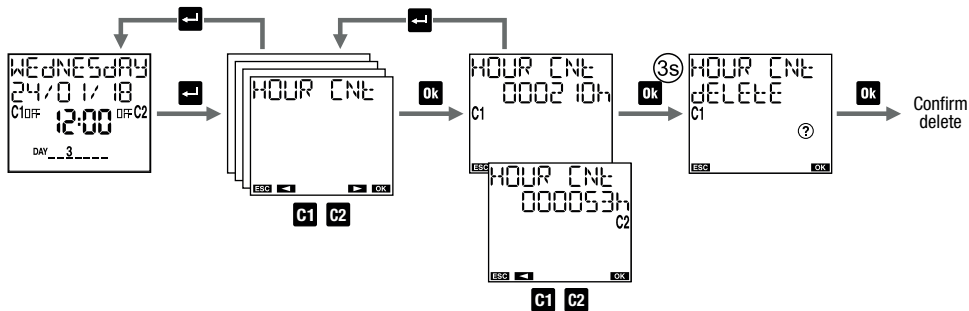 WEdNESdAY
24/01/18
C1 OFF 12:00 OFF C2
DAY _ _ 3 _ _ _ _
HOUR CNt
ESC ◄ ► OK
C1 C2
Ok
HOUR CNt
000210h
C1
ESC
HOUR CNt
000053h
C2
ESC ◄ OK
C1 C2
3s
Ok
HOUR CNt
dELEtE
C1
?
ESC OK
Ok
Confirm
delete